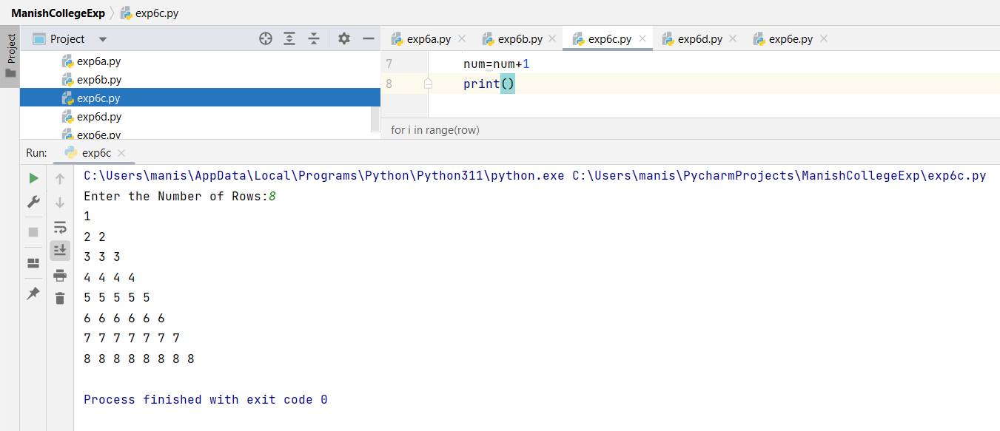 ManishCollegeExp exp6c.py
Project
Project
exp6a.py
exp6b.py
exp6c.py
exp6d.py
exp6e.py
exp6a.py exp6b.py exp6c.py exp6d.py exp6e.py
7 num=num+1
8 print()
for i in range(row)
Run: exp6c
C:\Users\manis\AppData\Local\Programs\Python\Python311\python.exe C:\Users\manis\PycharmProjects\ManishCollegeExp\exp6c.py
Enter the Number of Rows:8
1
2 2
3 3 3
4 4 4 4
5 5 5 5 5
6 6 6 6 6 6
7 7 7 7 7 7 7
8 8 8 8 8 8 8 8
Process finished with exit code 0